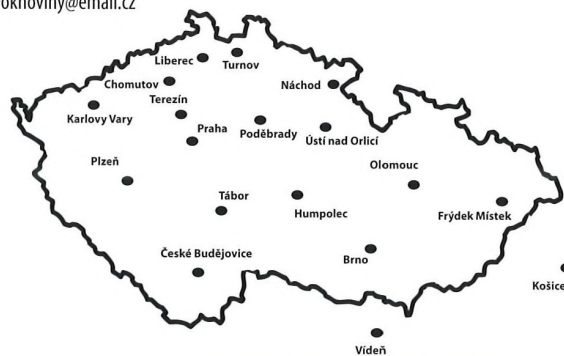 oknoviny@email.cz
Liberec
Turnov
Chomutov
Náchod
Terezín
Karlovy Vary
Praha
Poděbrady
Ústí nad Orlicí
Plzeň
Olomouc
Tábor
Humpolec
Frýdek Místek
České Budějovice
Brno
Košice
Vídeň